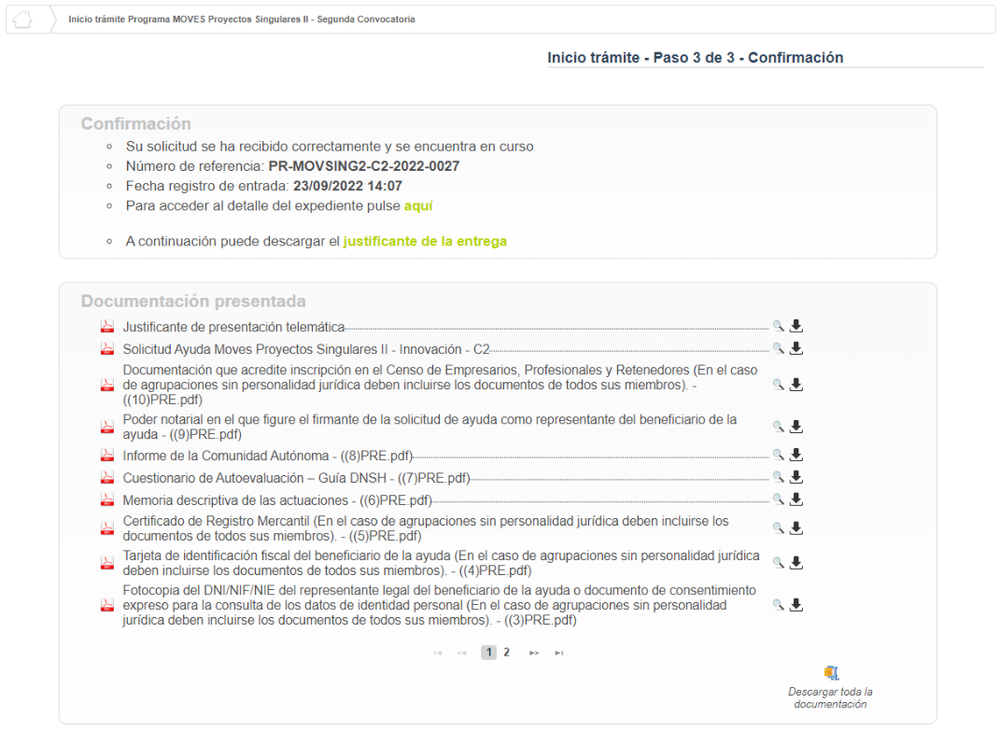 Inicio trámite Programa MOVES Proyectos Singulares II - Segunda Convocatoria
Inicio trámite - Paso 3 de 3 - Confirmación
Confirmación
Su solicitud se ha recibido correctamente y se encuentra en curso
Número de referencia: PR-MOVSING2-C2-2022-0027
Fecha registro de entrada: 23/09/2022 14:07
Para acceder al detalle del expediente pulse aquí
A continuación puede descargar el justificante de la entrega
Documentación presentada
Justificante de presentación telemática
Solicitud Ayuda Moves Proyectos Singulares II - Innovación - C2
Documentación que acredite inscripción en el Censo de Empresarios, Profesionales y Retenedores (En el caso
de agrupaciones sin personalidad jurídica deben incluirse los documentos de todos sus miembros). -
((10)PRE.pdf)
Poder notarial en el que figure el firmante de la solicitud de ayuda como representante del beneficiario de la
ayuda - ((9)PRE.pdf)
Informe de la Comunidad Autónoma - ((8)PRE.pdf)
Cuestionario de Autoevaluación – Guía DNSH - ((7)PRE.pdf)
Memoria descriptiva de las actuaciones - ((6)PRE.pdf)
Certificado de Registro Mercantil (En el caso de agrupaciones sin personalidad jurídica deben incluirse los
documentos de todos sus miembros). - ((5)PRE.pdf)
Tarjeta de identificación fiscal del beneficiario de la ayuda (En el caso de agrupaciones sin personalidad jurídica
deben incluirse los documentos de todos sus miembros). - ((4)PRE.pdf)
Fotocopia del DNI/NIF/NIE del representante legal del beneficiario de la ayuda o documento de consentimiento
expreso para la consulta de los datos de identidad personal (En el caso de agrupaciones sin personalidad
jurídica deben incluirse los documentos de todos sus miembros). - ((3)PRE.pdf)
1 2
Descargar toda la
documentación